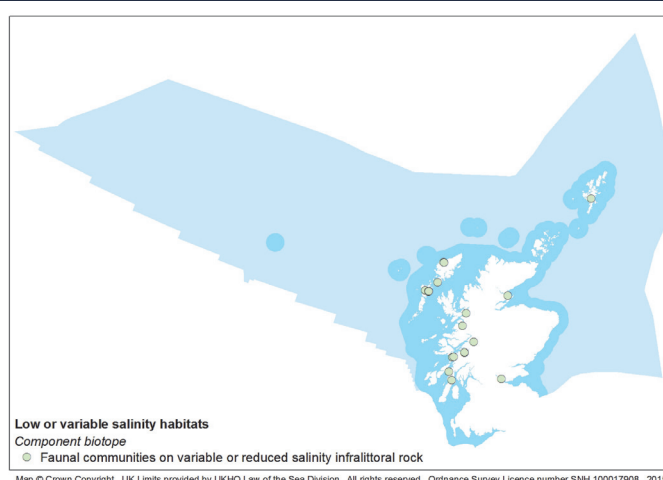 Low or variable salinity habitats
Component biotope
Faunal communities on variable or reduced salinity infralittoral rock
Map © Crown Copyright. UK Limits provided by UKHO Law of the Sea Division. All rights reserved. Ordnance Survey Licence number SNH 100017908